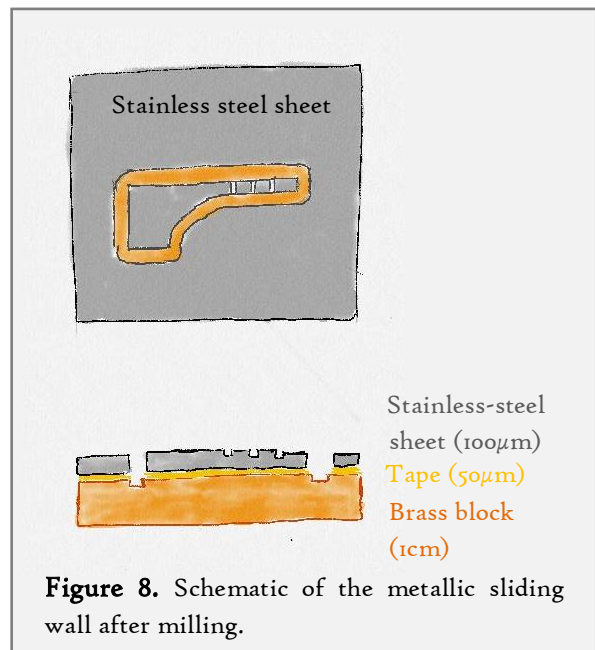 Stainless steel sheet
Stainless-steel
sheet (100μm)
Tape (50μm)
Brass block
(1cm)
Figure 8. Schematic of the metallic sliding
wall after milling.